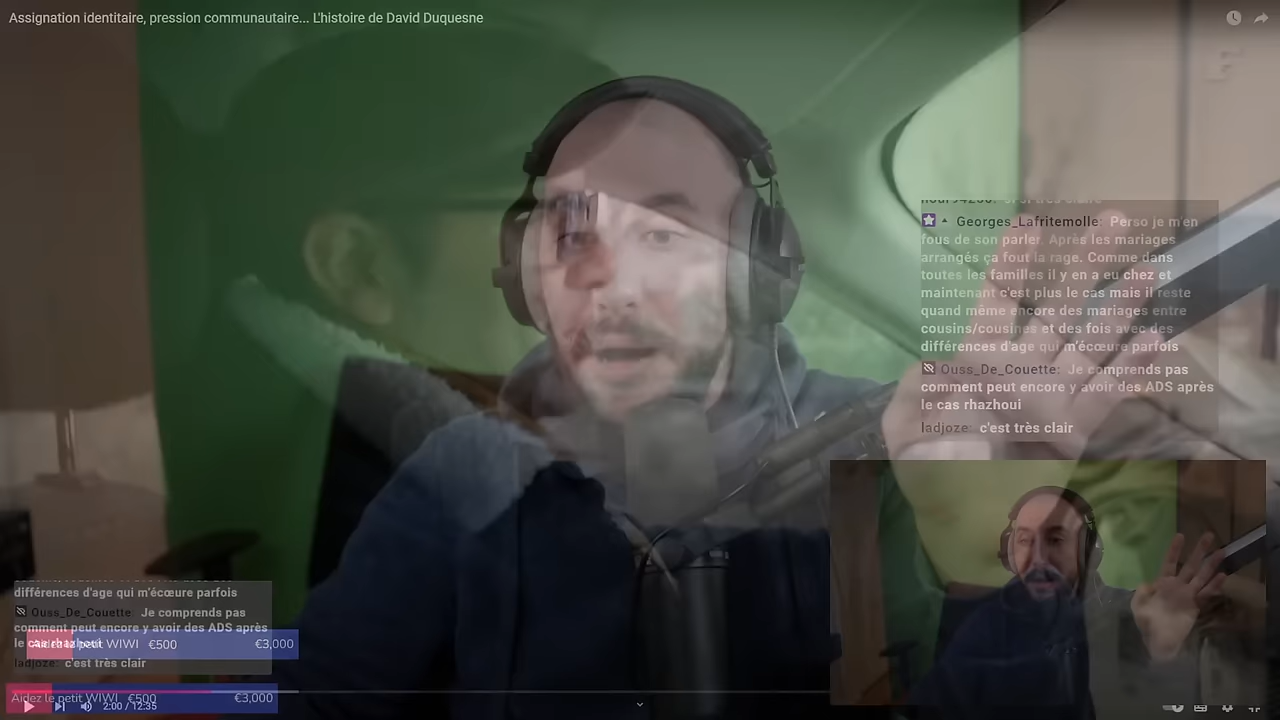 Assignation identitaire, pression communautaire... L'histoire de David Duquesne
Georges_Lafritemolle: Perso je m'en
fous de son parler. Après les mariages
arrangés ça fout la rage. Comme dans
toutes les familles il y en a eu chez et
maintenant c'est plus le cas mais il reste
quand même encore des mariages entre
cousins/cousines et des fois avec des
différences d'age qui m'écœure parfois
Ouss_De_Couette: Je comprends pas
comment peut encore y avoir des ADS après
le cas rhazhoui
ladjoze: c'est très clair
différences d'age qui m'écœure parfois
Ouss_De_Couette: Je comprends pas
comment peut encore y avoir des ADS après
le cas rhazhoui
WIWI €500 €3,000
ladjoze: c'est très clair
Aidez le petit WIWI €500 €3,000
2:00 / 12:35